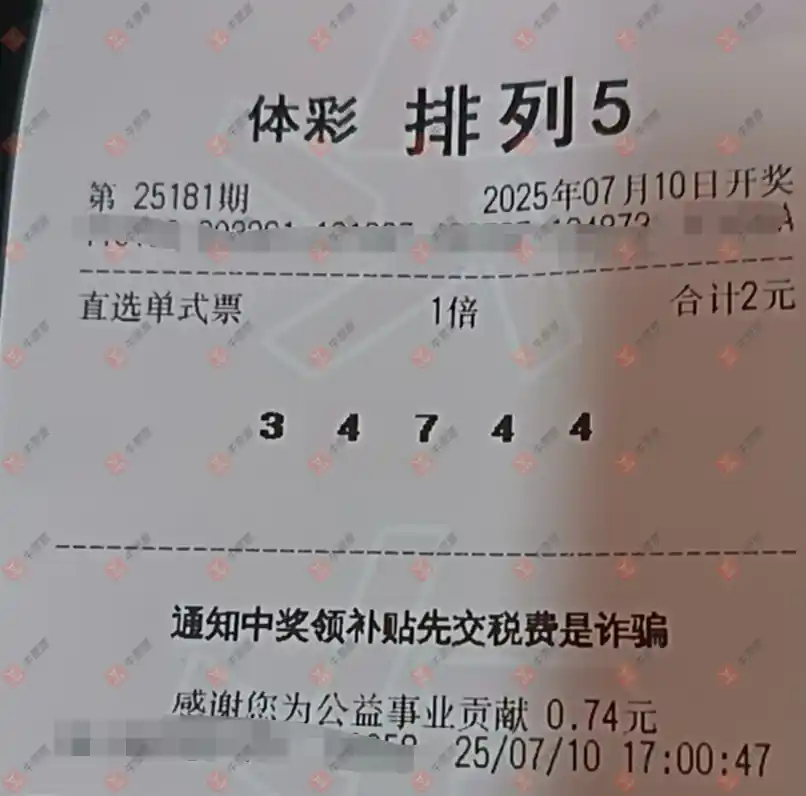 体彩 排列5
第 25181期 2025年07月10日开奖
直选单式票 1倍 合计2元
3 4 7 4 4
通知中奖领补贴先交税费是诈骗
感谢您为公益事业贡献 0.74元
25/07/10 17:00:47